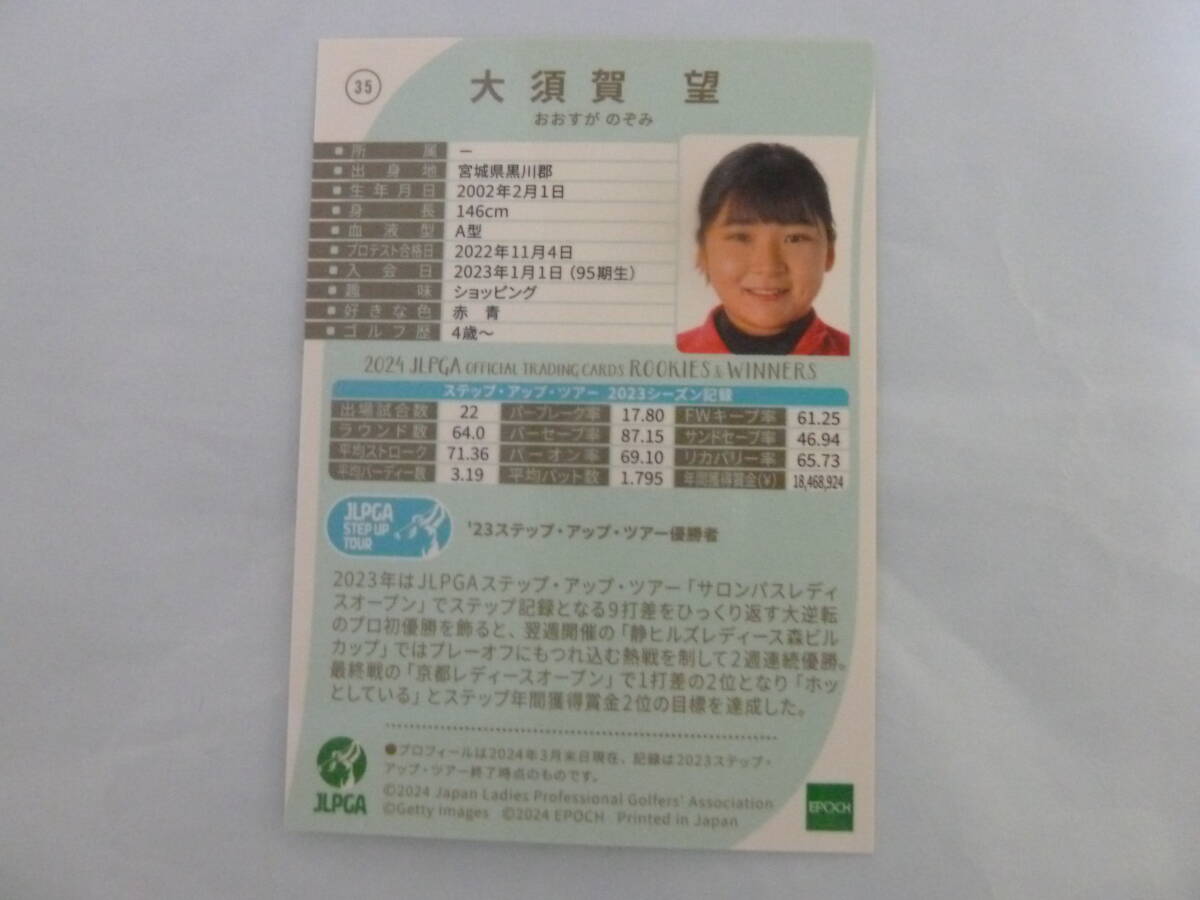 35
大須賀 望
おおすが のぞみ
■所属 ー
■出身地 宮城県黒川郡
■生年月日 2002年2月1日
■身長 146cm
■血液型 A型
■プロテスト合格日 2022年11月4日
■入会日 2023年1月1日（95期生）
■趣味 ショッピング
■好きな色 赤 青
■ゴルフ歴 4歳～
2024 JLPGA OFFICIAL TRADING CARDS ROOKIES & WINNERS
ステップ・アップ・ツアー 2023シーズン記録
出場試合数 22 パーブレーク率 17.80 FWキープ率 61.25
ラウンド数 64.0 パーセーブ率 87.15 サンドセーブ率 46.94
平均ストローク 71.36 パーオン率 69.10 リカバリー率 65.73
平均バーディー数 3.19 平均パット数 1.795 年間獲得賞金(¥) 18,468,924
JLPGA
STEP UP
TOUR
'23ステップ・アップ・ツアー優勝者
2023年はJLPGAステップ・アップ・ツアー「サロンパスレディ
スオープン」でステップ記録となる9打差をひっくり返す大逆転
のプロ初優勝を飾ると、翌週開催の「静ヒルズレディース森ビル
カップ」ではプレーオフにもつれ込む熱戦を制して2週連続優勝。
最終戦の「京都レディースオープン」で1打差の2位となり「ホッ
としている」とステップ年間獲得賞金2位の目標を達成した。
●プロフィールは2024年3月末日現在、記録は2023ステップ・
アップ・ツアー終了時点のものです。
©2024 Japan Ladies Professional Golfers' Association
©Getty Images ©2024 EPOCH Printed in Japan
JLPGA
EPOCH